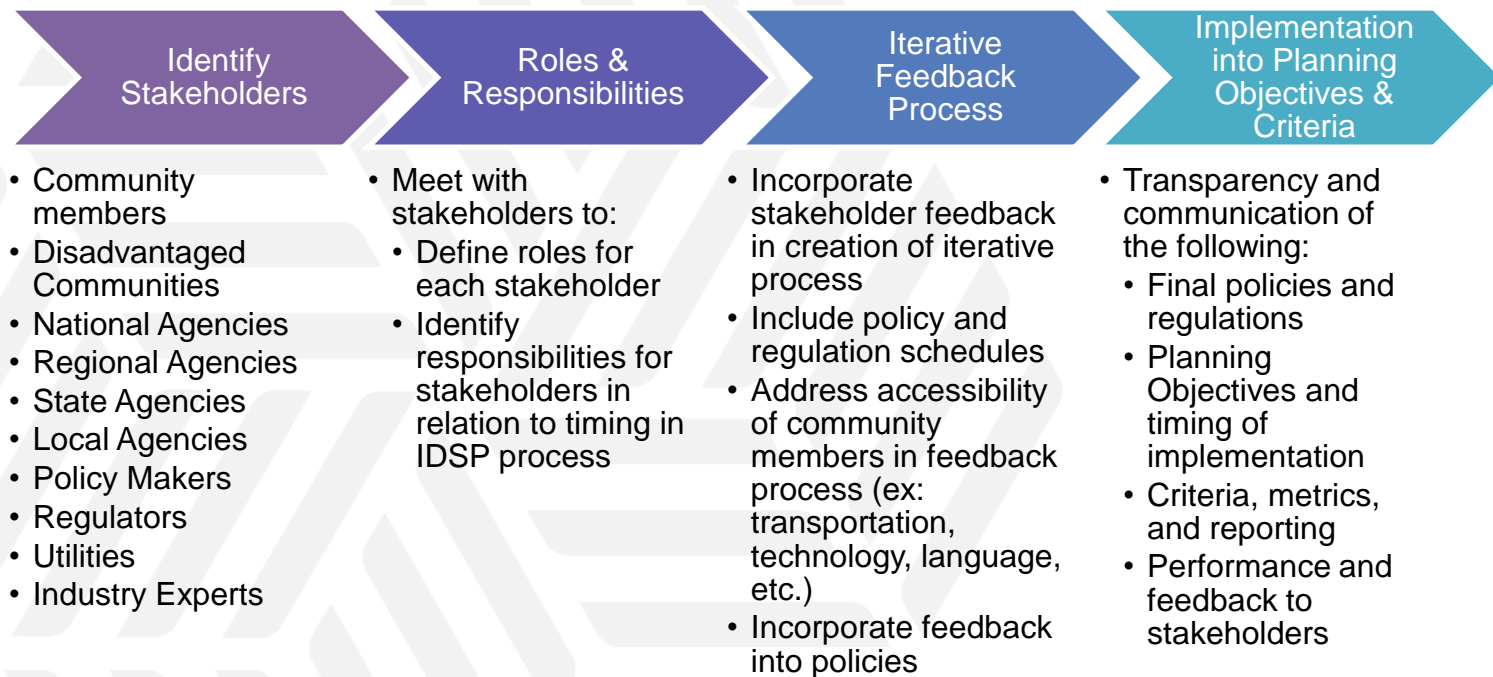 Identify
Stakeholders
Roles &
Responsibilities
Iterative
Feedback
Process
Implementation
into Planning
Objectives &
Criteria
• Community
members
• Disadvantaged
Communities
• National Agencies
• Regional Agencies
• State Agencies
• Local Agencies
• Policy Makers
• Regulators
• Utilities
• Industry Experts
• Meet with
stakeholders to:
• Define roles for
each stakeholder
• Identify
responsibilities for
stakeholders in
relation to timing in
IDSP process
• Incorporate
stakeholder feedback
in creation of iterative
process
• Include policy and
regulation schedules
• Address accessibility
of community
members in feedback
process (ex:
transportation,
technology, language,
etc.)
• Incorporate feedback
into policies
• Transparency and
communication of
the following:
• Final policies and
regulations
• Planning
Objectives and
timing of
implementation
• Criteria, metrics,
and reporting
• Performance and
feedback to
stakeholders